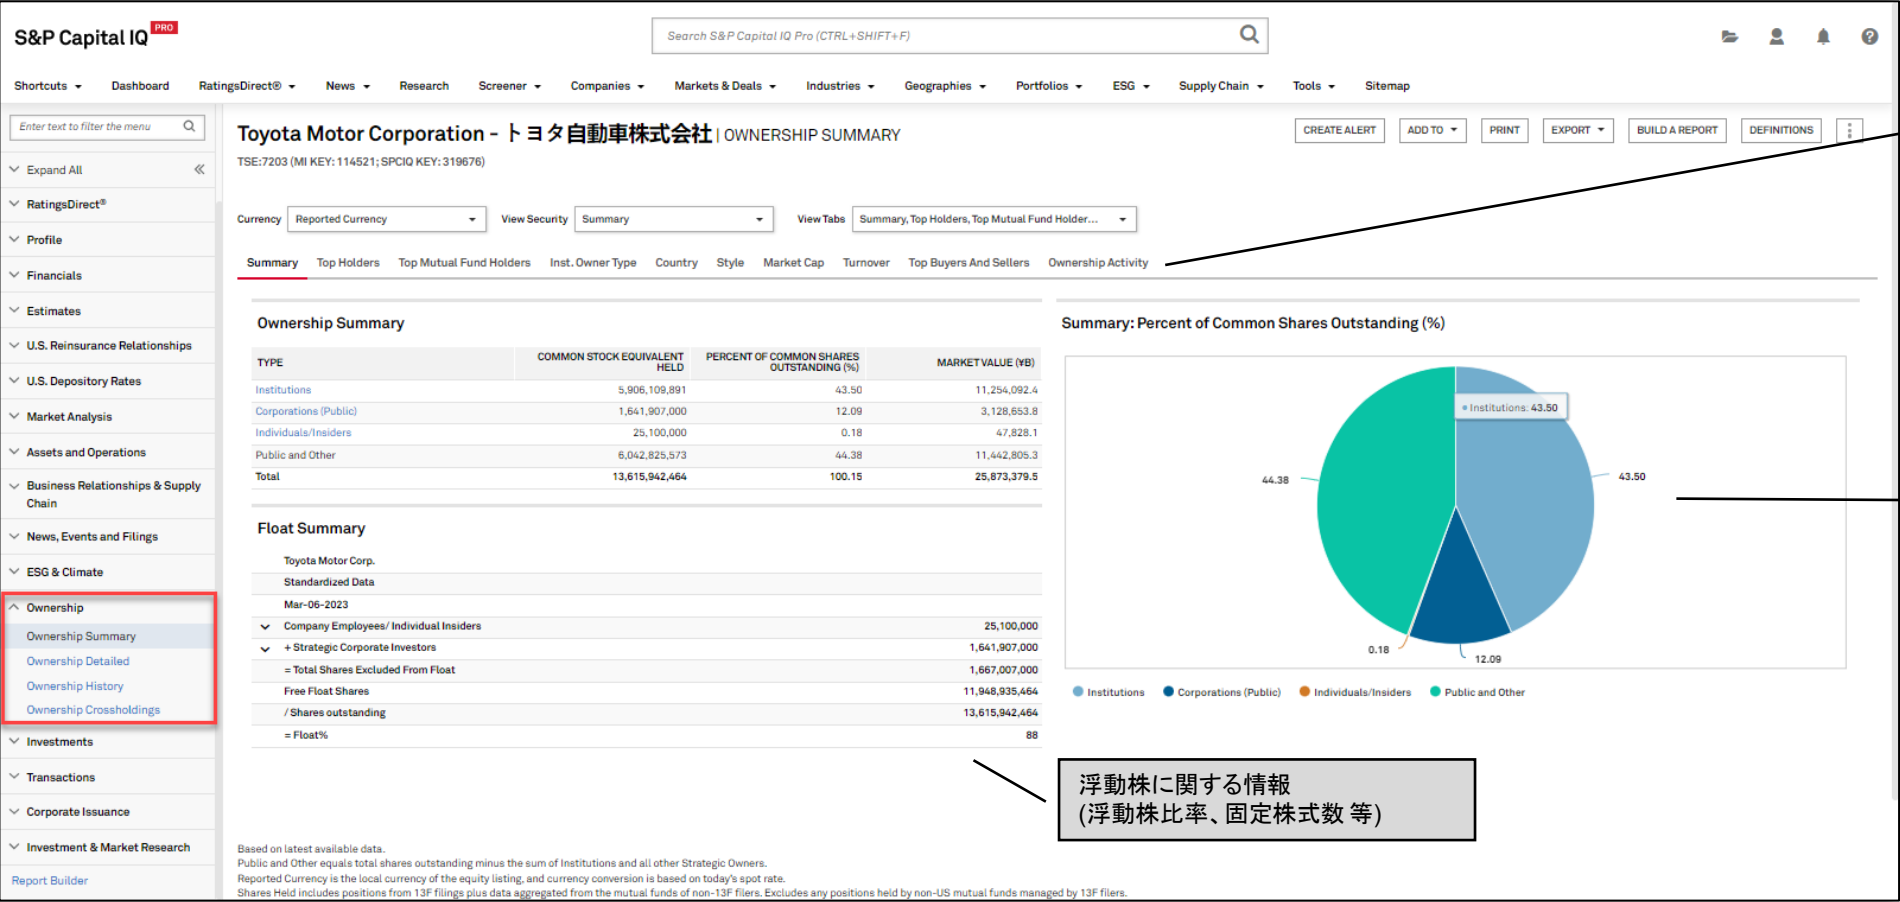 S&P Capital IQ PRO
Search S&P Capital IQ Pro (CTRL+SHIFT+F)
Shortcuts Dashboard RatingsDirect® News Research Screener Companies Markets & Deals Industries Geographies Portfolios ESG Supply Chain Tools Sitemap
Enter text to filter the menu
Expand All
RatingsDirect®
Profile
Financials
Estimates
U.S. Reinsurance Relationships
U.S. Depository Rates
Market Analysis
Assets and Operations
Business Relationships & Supply
Chain
News, Events and Filings
ESG & Climate
Ownership
Ownership Summary
Ownership Detailed
Ownership History
Ownership Crossholdings
Investments
Transactions
Corporate Issuance
Investment & Market Research
Report Builder
Toyota Motor Corporation - トヨタ自動車株式会社 | OWNERSHIP SUMMARY
TSE:7203 (MI KEY: 114521; SPCIQ KEY: 319676)
CREATE ALERT ADD TO PRINT EXPORT BUILD A REPORT DEFINITIONS
Currency Reported Currency View Security Summary View Tabs Summary, Top Holders, Top Mutual Fund Holder...
Summary Top Holders Top Mutual Fund Holders Inst. Owner Type Country Style Market Cap Turnover Top Buyers And Sellers Ownership Activity
Ownership Summary
TYPE COMMON STOCK EQUIVALENT HELD PERCENT OF COMMON SHARES OUTSTANDING (%) MARKET VALUE (¥B)
Institutions 5,906,109,891 43.50 11,254,092.4
Corporations (Public) 1,641,907,000 12.09 3,128,653.8
Individuals/Insiders 25,100,000 0.18 47,828.1
Public and Other 6,042,825,573 44.38 11,442,805.3
Total 13,615,942,464 100.15 25,873,379.5
Float Summary
Toyota Motor Corp.
Standardized Data
Mar-06-2023
Company Employees/ Individual Insiders 25,100,000
+ Strategic Corporate Investors 1,641,907,000
= Total Shares Excluded From Float 1,667,007,000
Free Float Shares 11,948,935,464
/ Shares outstanding 13,615,942,464
= Float% 88
Summary: Percent of Common Shares Outstanding (%)
Institutions: 43.50
44.38
43.50
0.18
12.09
Institutions Corporations (Public) Individuals/Insiders Public and Other
浮動株に関する情報
(浮動株比率、固定株式数 等)
Based on latest available data.
Public and Other equals total shares outstanding minus the sum of Institutions and all other Strategic Owners.
Reported Currency is the local currency of the equity listing, and currency conversion is based on today's spot rate.
Shares Held includes positions from 13F filings plus data aggregated from the mutual funds of non-13F filers. Excludes any positions held by non-US mutual funds managed by 13F filers.